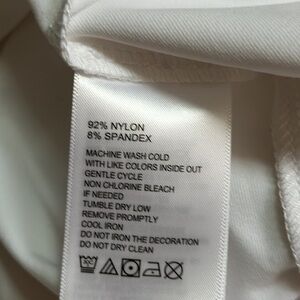 92% NYLON
8% SPANDEX
MACHINE WASH COLD
WITH LIKE COLORS INSIDE OUT
GENTLE CYCLE
NON CHLORINE BLEACH
IF NEEDED
TUMBLE DRY LOW
REMOVE PROMPTLY
COOL IRON
DO NOT IRON THE DECORATION
DO NOT DRY CLEAN